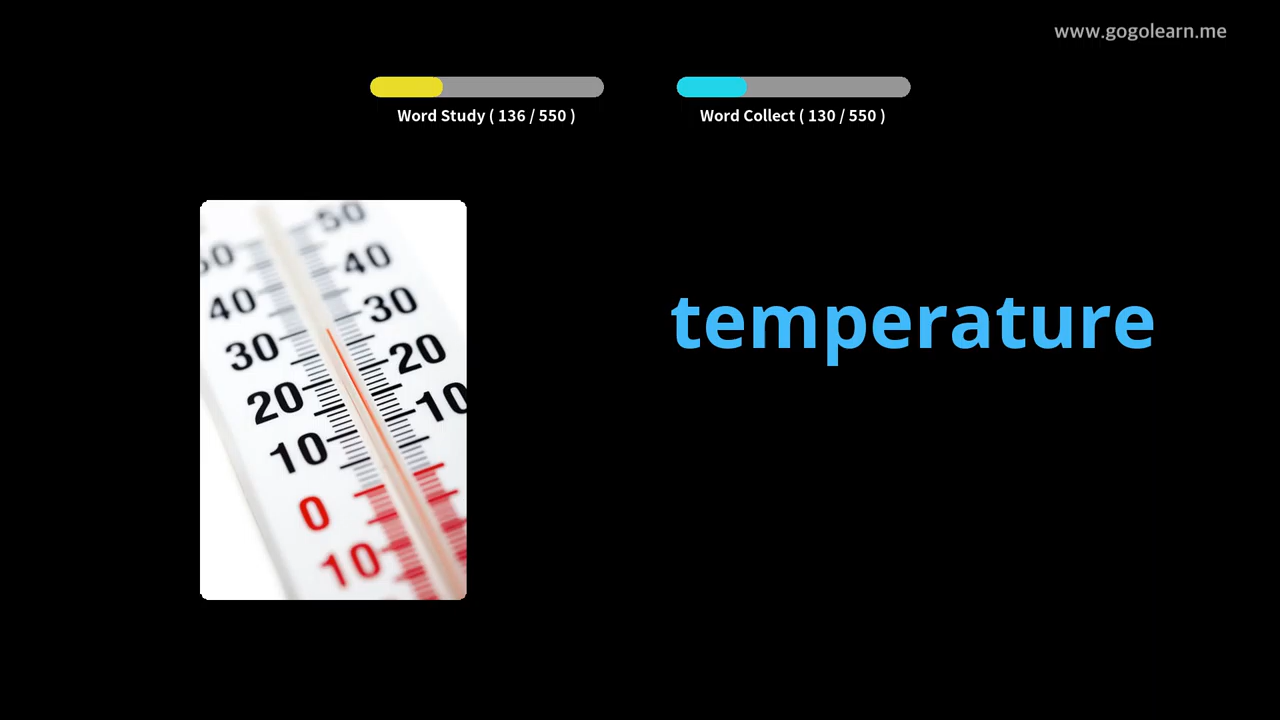 www.gogolearn.me
Word Study ( 136 / 550 )
Word Collect ( 130 / 550 )
temperature
50
40 40
30 30
20 20
10 10
0
10